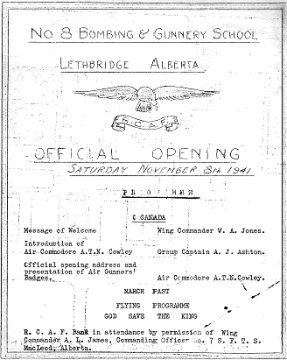 No 8 BOMBING & GUNNERY SCHOOL
LETHBRIDGE ALBERTA.
R.C.A.F.
OFFICIAL OPENING
SATURDAY NOVEMBER 8th 1941
PROGRAMME
O CANADA
Message of Welcome Wing Commander W. A. Jones.
Introduction of
Air Commodore A.T.N. Cowley Group Captain A. J. Ashton.
Official opening address and
presentation of Air Gunners'
Badges. Air Commodore A.T.N.Cowley.
MARCH PAST
FLYING PROGRAMME
GOD SAVE THE KING
R. C. A. F. Band in attendance by permission of Wing
Commander A. L. James, Commanding Officer no. 7 S. F. T. S.
MacLeod, Alberta.